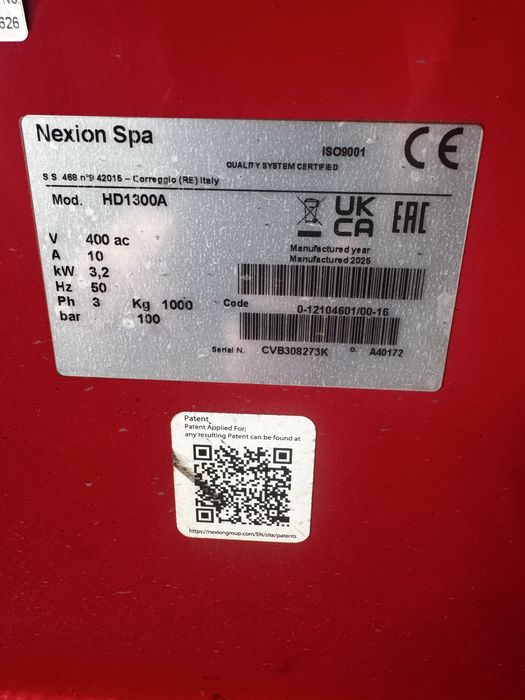 626
Nexion Spa
ISO9001
QUALITY SYSTEM CERTIFIED
CE
S.S. 468 n°9 42015 – Correggio (RE) Italy
Mod. HD1300A
UK
CA
EAC
V 400 ac
A 10
kW 3,2
Hz 50
Ph 3 Kg 1000
bar 100
Manufactured year
Manufactured 2025
Code 0-12104601/00-16
Serial N. CVB308273K o. A40172
Patent
Patent Applied For;
any resulting Patent can be found at
https://nexiongroup.com/EN/site/patents